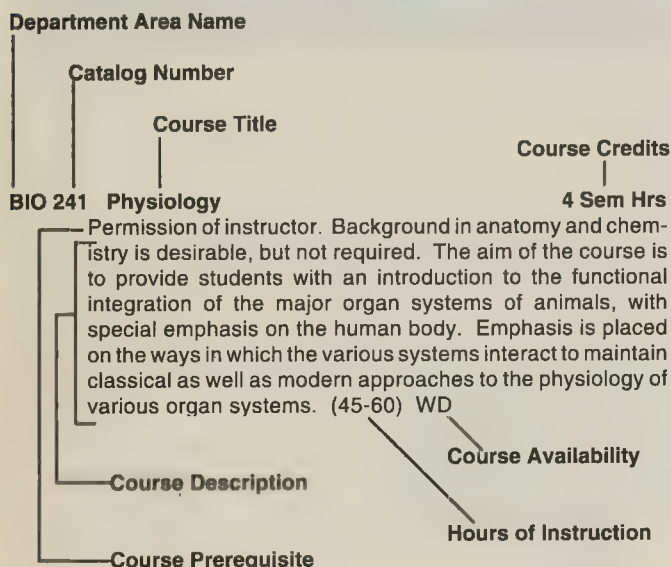 Department Area Name
Catalog Number
Course Title
Course Credits
BIO 241 Physiology 4 Sem Hrs
Permission of instructor. Background in anatomy and chem-
istry is desirable, but not required. The aim of the course is
to provide students with an introduction to the functional
integration of the major organ systems of animals, with
special emphasis on the human body. Emphasis is placed
on the ways in which the various systems interact to maintain
classical as well as modern approaches to the physiology of
various organ systems. (45-60) WD
Course Availability
Course Description
Hours of Instruction
Course Prerequisite